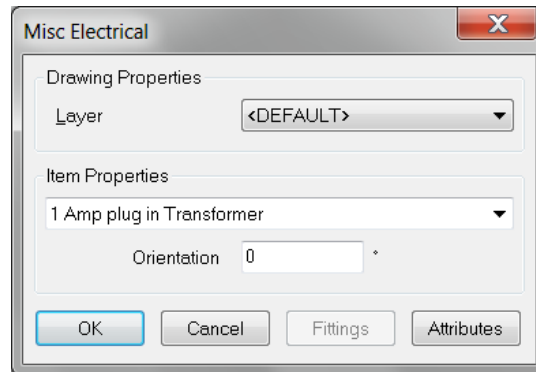 Misc Electrical
Drawing Properties
Layer <DEFAULT>
Item Properties
1 Amp plug in Transformer
Orientation 0 °
OK Cancel Fittings Attributes